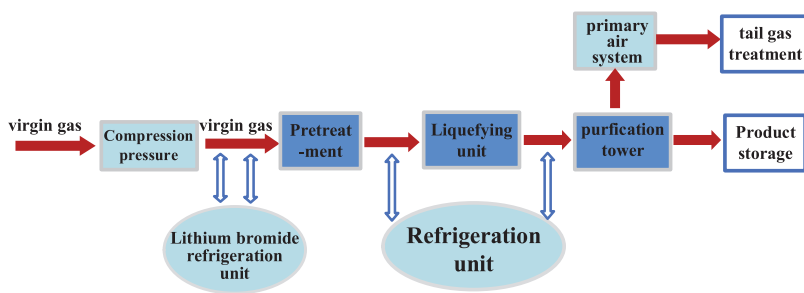 primary
air
system
tail gas
treatment
virgin gas
Compression
pressure
virgin gas
Pretreat
-ment
Liquefying
unit
purfication
tower
Product
storage
Lithium bromide
refrigeration
unit
Refrigeration
unit